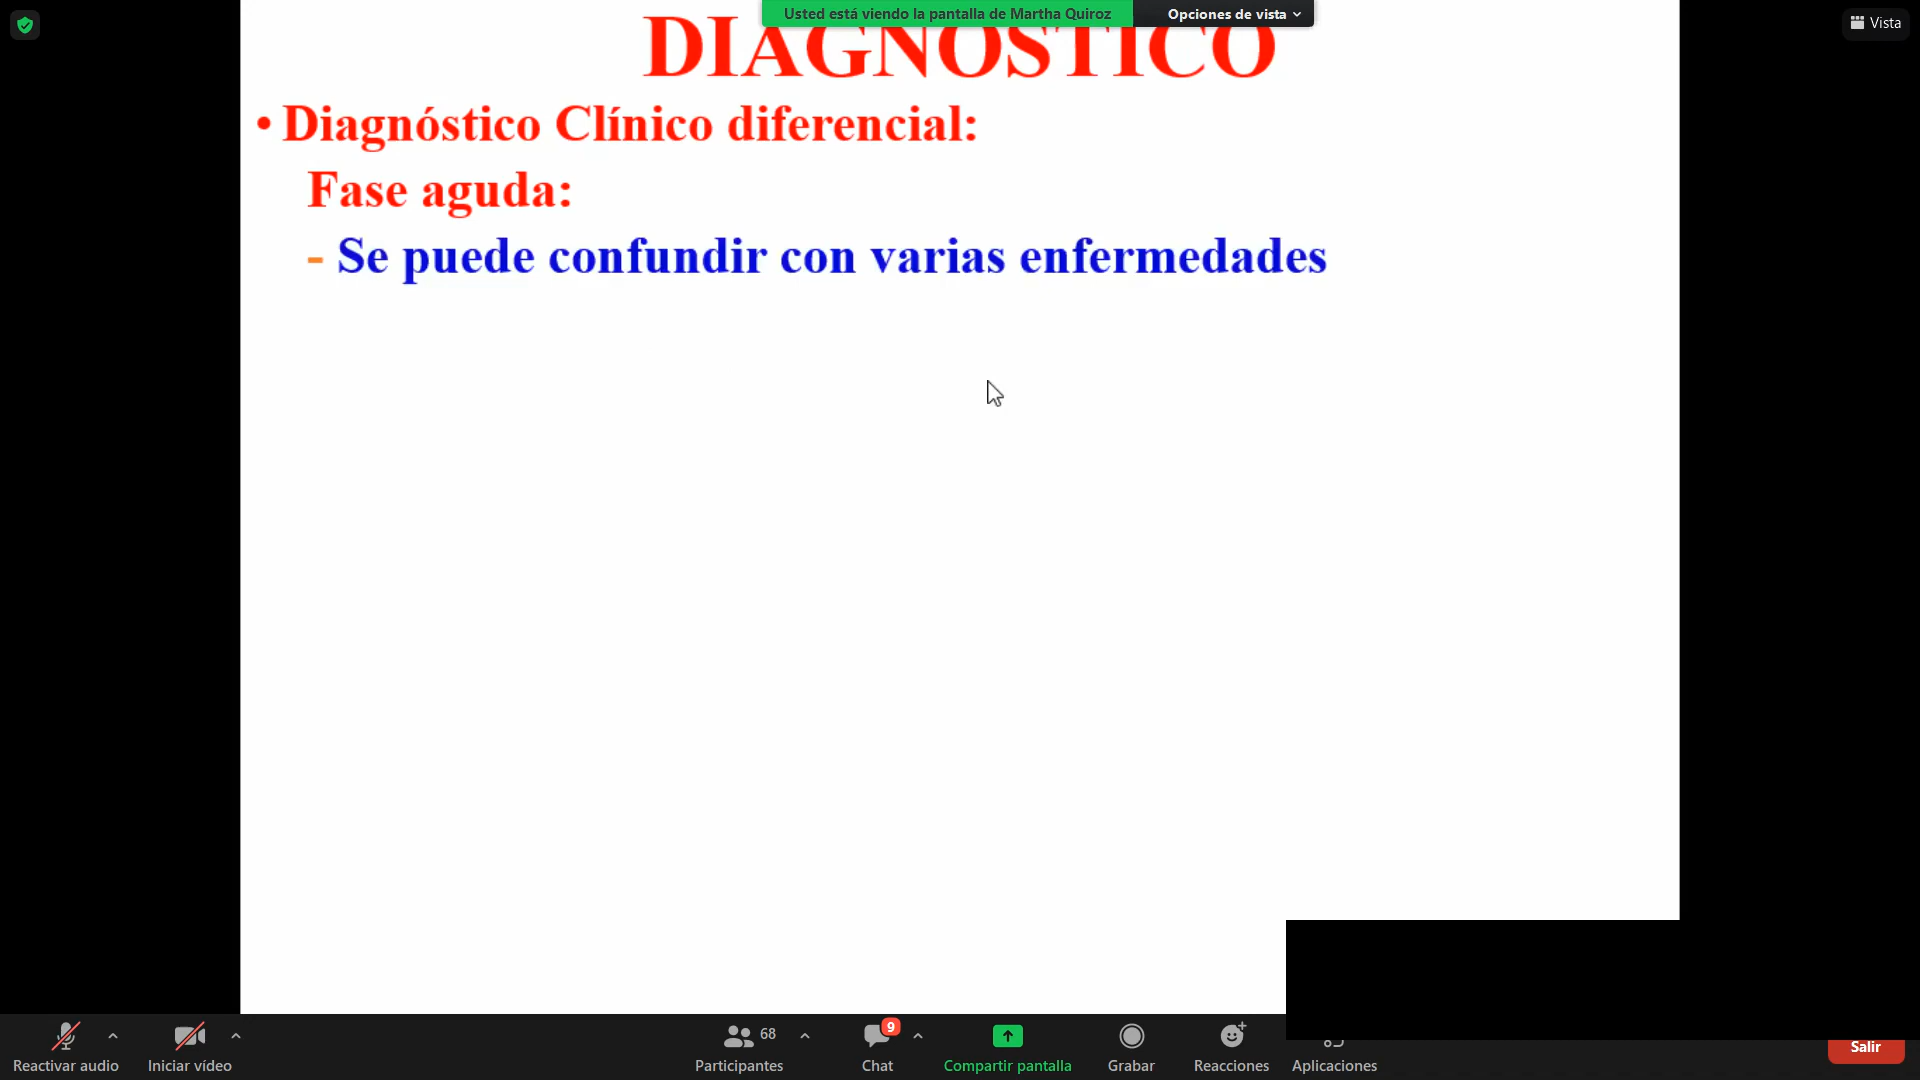 Usted está viendo la pantalla de Martha Quiroz
Opciones de vista
Vista
DIAGNOSTICO
• Diagnóstico Clínico diferencial:
Fase aguda:
- Se puede confundir con varias enfermedades
68
9
Reactivar audio
Iniciar vídeo
Participantes
Chat
Compartir pantalla
Grabar
Reacciones
Aplicaciones
Salir